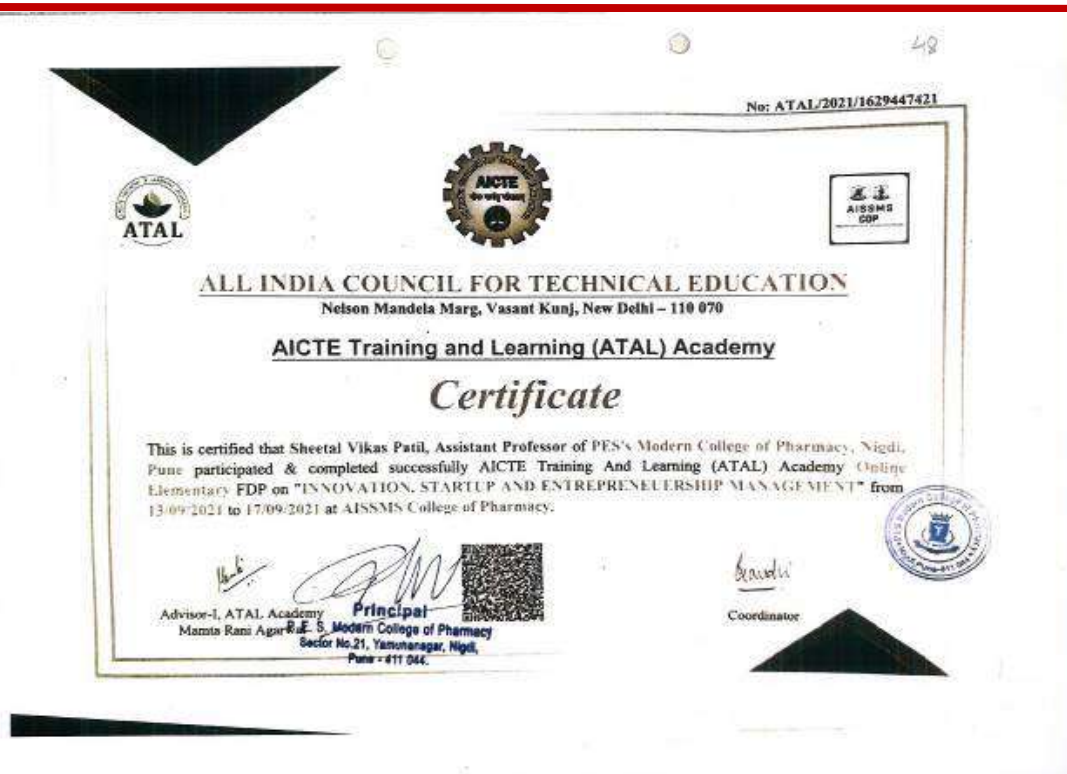 48
No: ATAL/2021/1629447421
ATAL
AICTE
AISSMS
COP
ALL INDIA COUNCIL FOR TECHNICAL EDUCATION
Nelson Mandela Marg, Vasant Kunj, New Delhi – 110 070
AICTE Training and Learning (ATAL) Academy
Certificate
This is certified that Sheetal Vikas Patil, Assistant Professor of PES's Modern College of Pharmacy, Nigdi,
Pune participated & completed successfully AICTE Training And Learning (ATAL) Academy Online
Elementary FDP on "INNOVATION, STARTUP AND ENTREPRENEUERSHIP MANAGEMENT" from
13/09/2021 to 17/09/2021 at AISSMS College of Pharmacy.
Advisor-I, ATAL Academy
Mamta Rani
Principal
P. E. S. Modern College of Pharmacy
Sector No.21, Yamunanagar, Nigdi,
Pune - 411 044.
Coordinator